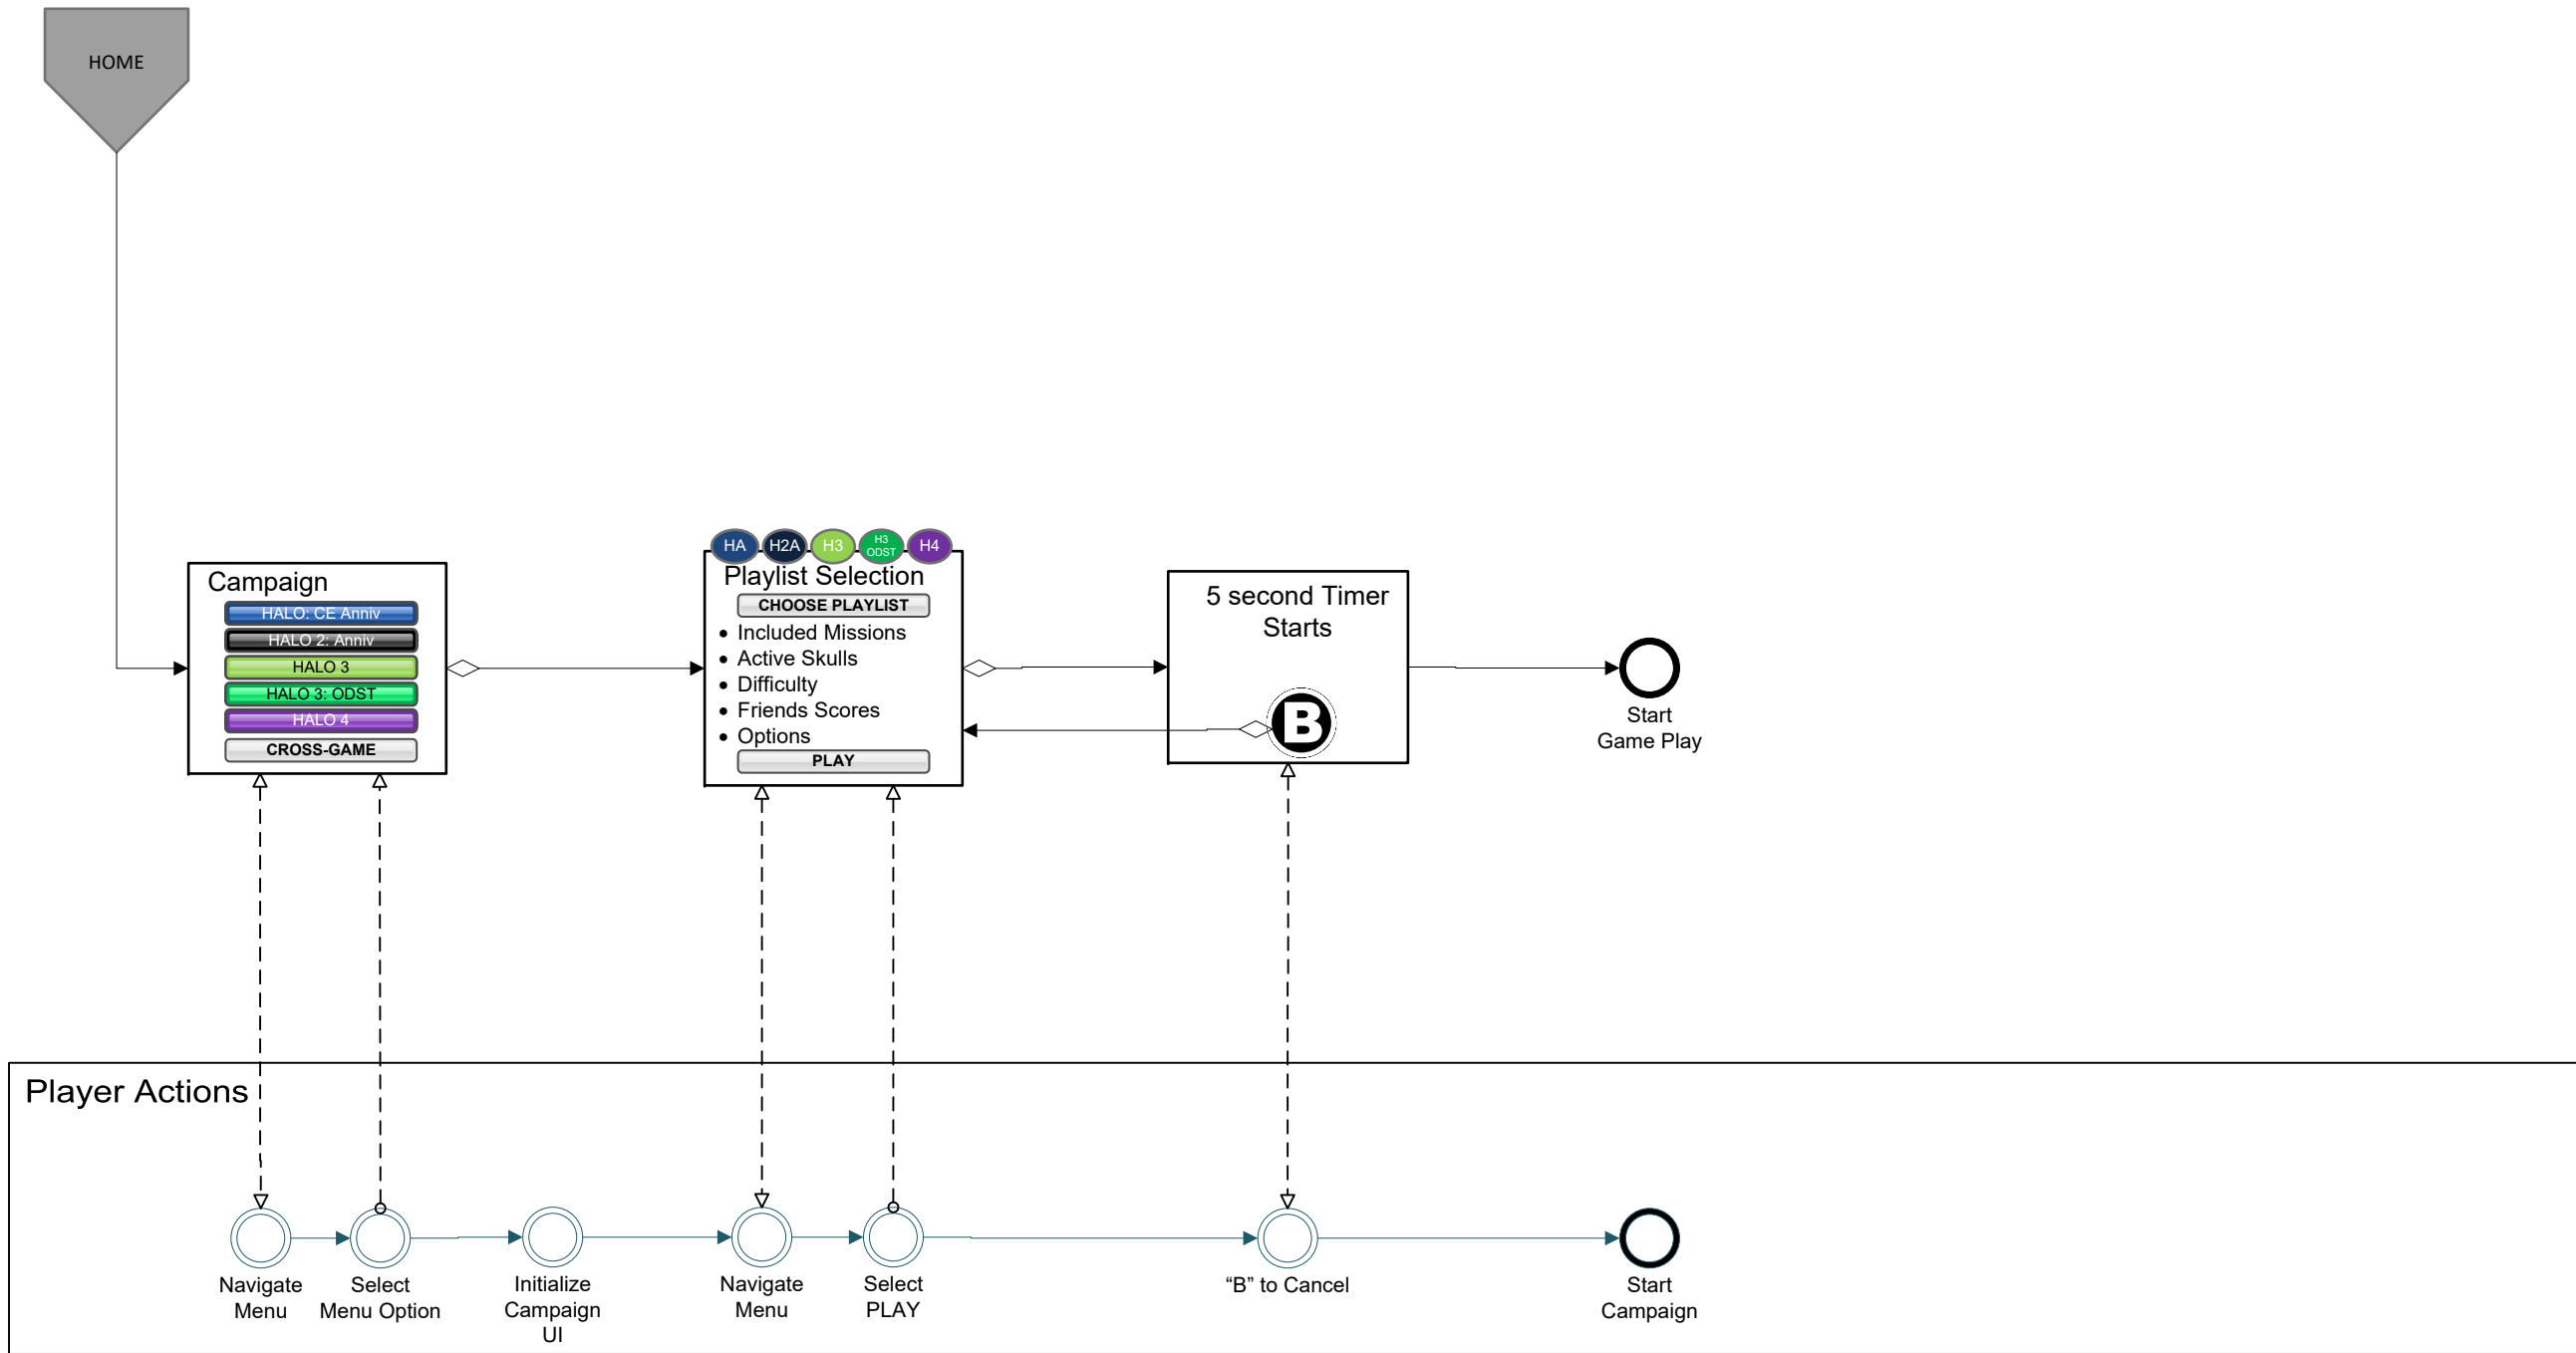 HOME
Campaign
HALO: CE Anniv
HALO 2: Anniv
HALO 3
HALO 3: ODST
HALO 4
CROSS-GAME
HA
H2A
H3
H3
ODST
H4
Playlist Selection
CHOOSE PLAYLIST
• Included Missions
• Active Skulls
• Difficulty
• Friends Scores
• Options
PLAY
5 second Timer
Starts
B
Start
Game Play
Player Actions
Navigate
Menu
Select
Menu Option
Initialize
Campaign
UI
Navigate
Menu
Select
PLAY
“B” to Cancel
Start
Campaign